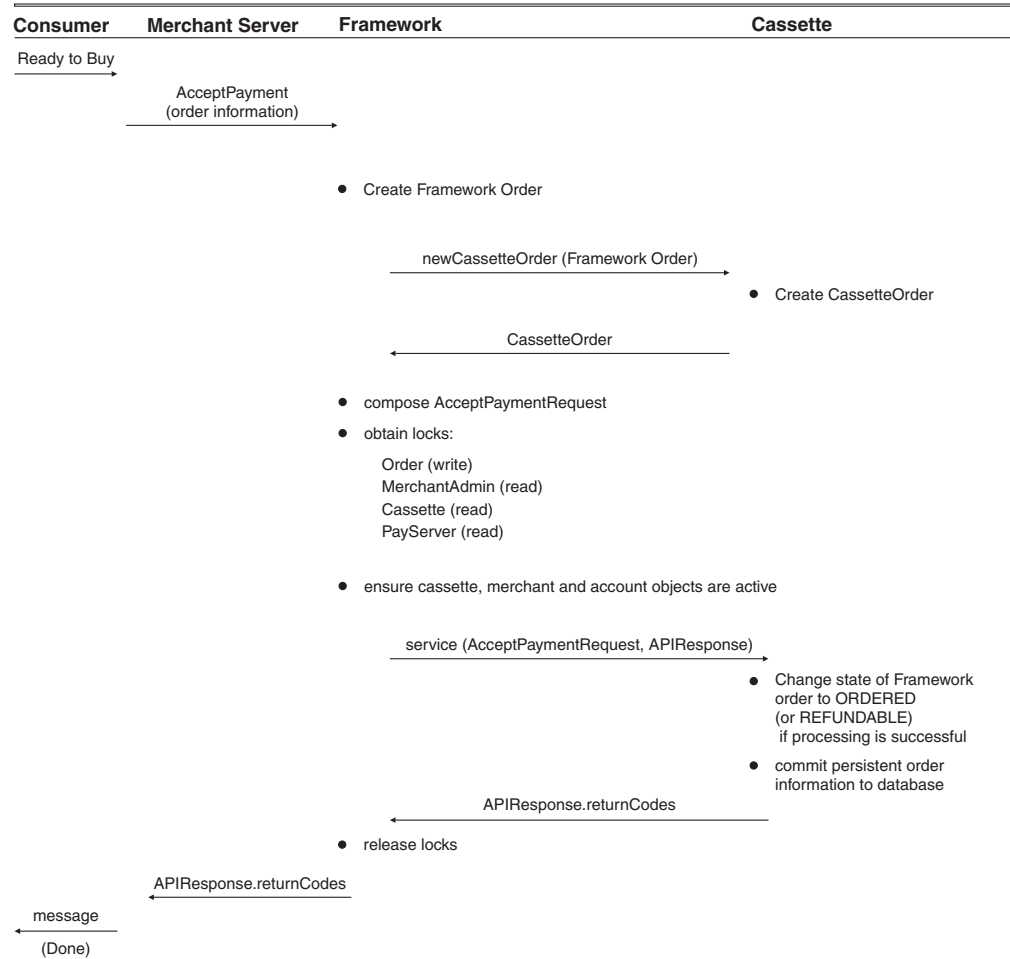 Consumer Merchant Server Framework Cassette
Ready to Buy
AcceptPayment
(order information)
● Create Framework Order
newCassetteOrder (Framework Order)
● Create CassetteOrder
CassetteOrder
● compose AcceptPaymentRequest
● obtain locks:
Order (write)
MerchantAdmin (read)
Cassette (read)
PayServer (read)
● ensure cassette, merchant and account objects are active
service (AcceptPaymentRequest, APIResponse)
● Change state of Framework
order to ORDERED
(or REFUNDABLE)
if processing is successful
● commit persistent order
information to database
APIResponse.returnCodes
● release locks
APIResponse.returnCodes
message
(Done)